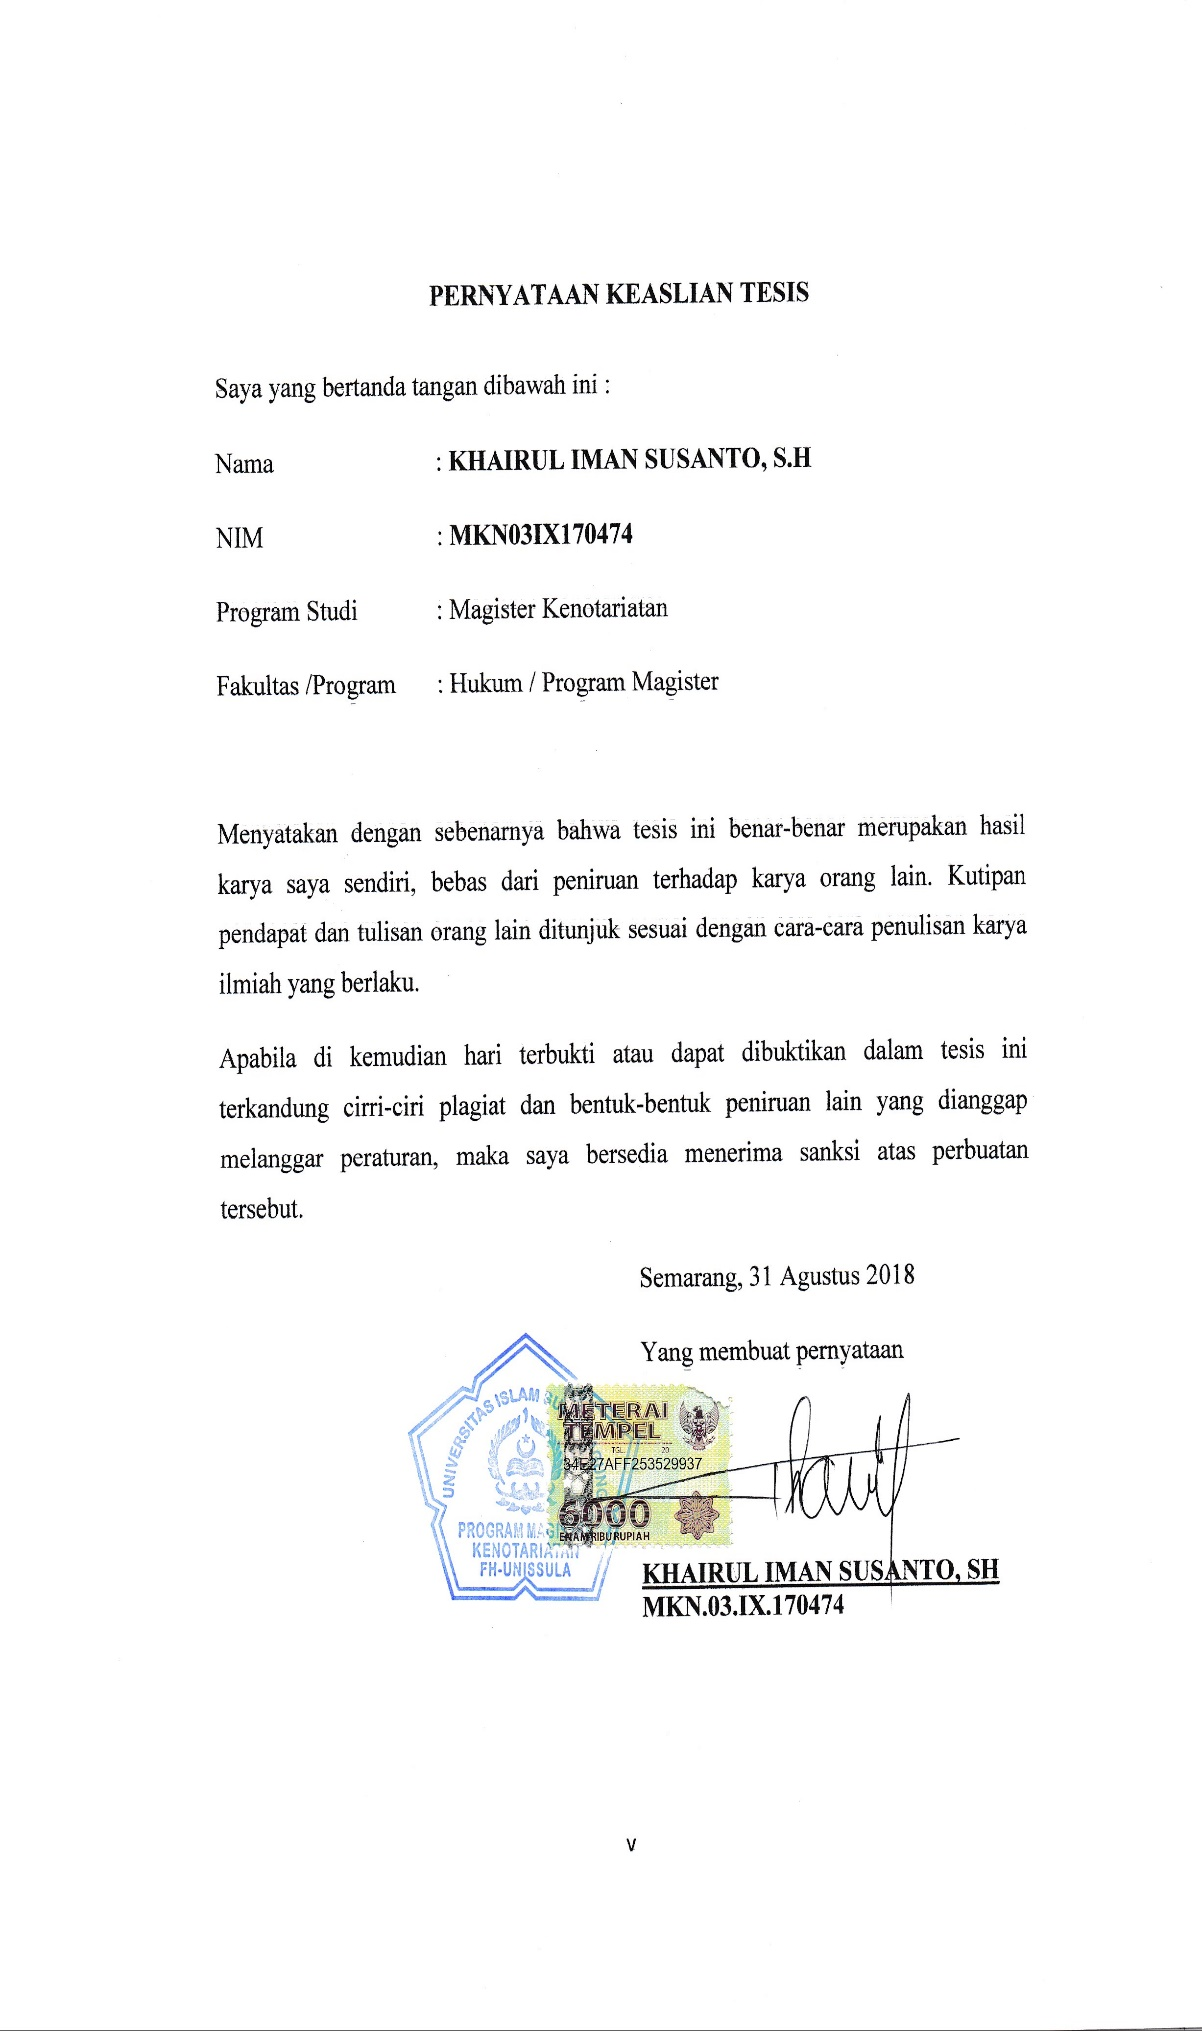 PERNYATAAN KEASLIAN TESIS
Saya yang bertanda tangan dibawah ini :
Nama : KHAIRUL IMAN SUSANTO, S.H
NIM : MKN03IX170474
Program Studi : Magister Kenotariatan
Fakultas /Program : Hukum / Program Magister
Menyatakan dengan sebenarnya bahwa tesis ini benar-benar merupakan hasil
karya saya sendiri, bebas dari peniruan terhadap karya orang lain. Kutipan
pendapat dan tulisan orang lain ditunjuk sesuai dengan cara-cara penulisan karya
ilmiah yang berlaku.
Apabila di kemudian hari terbukti atau dapat dibuktikan dalam tesis ini
terkandung cirri-ciri plagiat dan bentuk-bentuk peniruan lain yang dianggap
melanggar peraturan, maka saya bersedia menerima sanksi atas perbuatan
tersebut.
Semarang, 31 Agustus 2018
Yang membuat pernyataan
UNIVERSITAS ISLAM
PROGRAM
KENOTARIATAN
FH-UNISSULA
METERAI
TEMPEL
TGL 20
34E27AFF253529937
6000
ENAM RIBU RUPIAH
KHAIRUL IMAN SUSANTO, SH
MKN.03.IX.170474
v